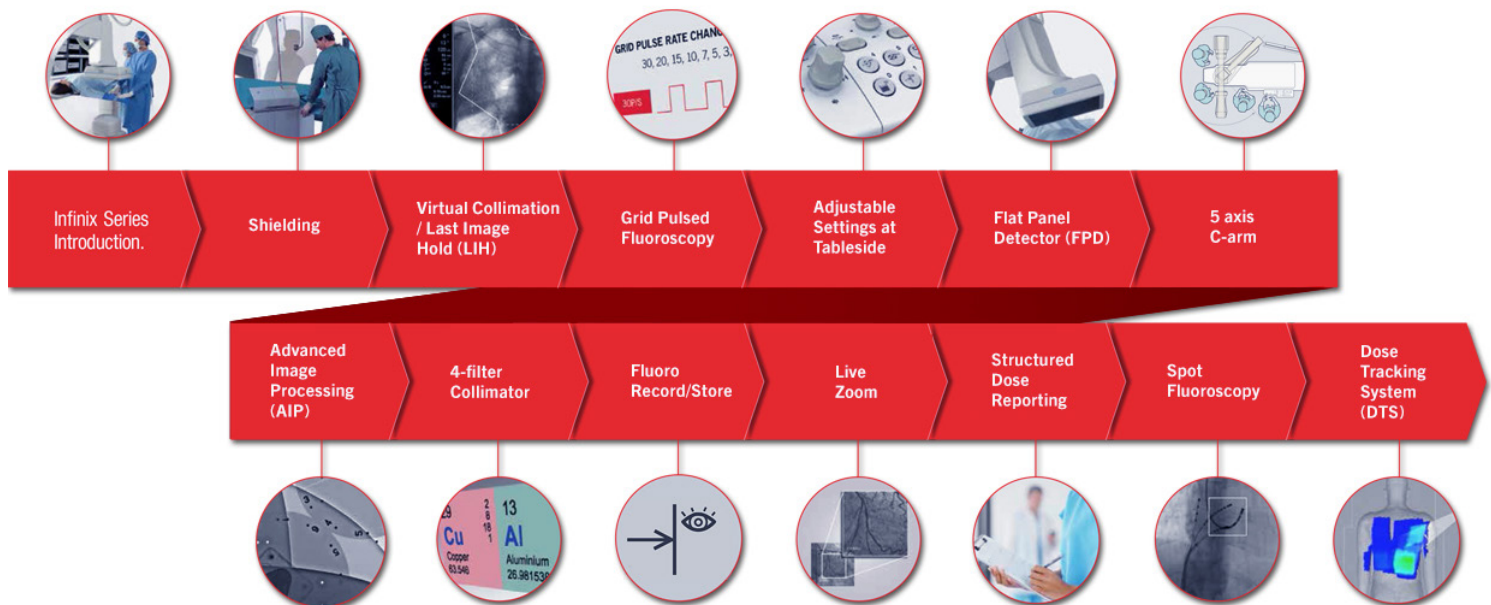 GRID PULSE RATE CHANG
30, 20, 15, 10, 7, 5, 3,
30P/S
Infinix Series
Introduction.
Shielding
Virtual Collimation
/ Last Image
Hold (LIH)
Grid Pulsed
Fluoroscopy
Adjustable
Settings at
Tableside
Flat Panel
Detector (FPD)
5 axis
C-arm
Advanced
Image
Processing
(AIP)
4-filter
Collimator
Fluoro
Record/Store
Live
Zoom
Structured
Dose
Reporting
Spot
Fluoroscopy
Dose
Tracking
System
(DTS)
29
2
8
18
1
Cu
Copper
63.546
13
Al
Aluminium
26.981538